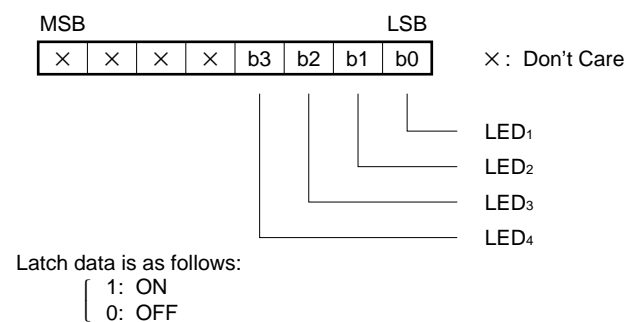 MSB LSB
× × × × b3 b2 b1 b0 ×: Don't Care
LED₁
LED₂
LED₃
LED₄
Latch data is as follows:
1: ON
0: OFF